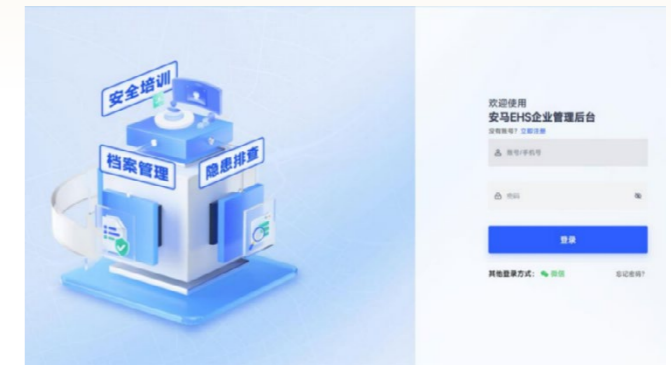 安全培训
档案管理
隐患排查
欢迎使用
安马EHS企业管理后台
没有账号? 立即注册
账号/手机号
密码
登录
其他登录方式: 微信
忘记密码?